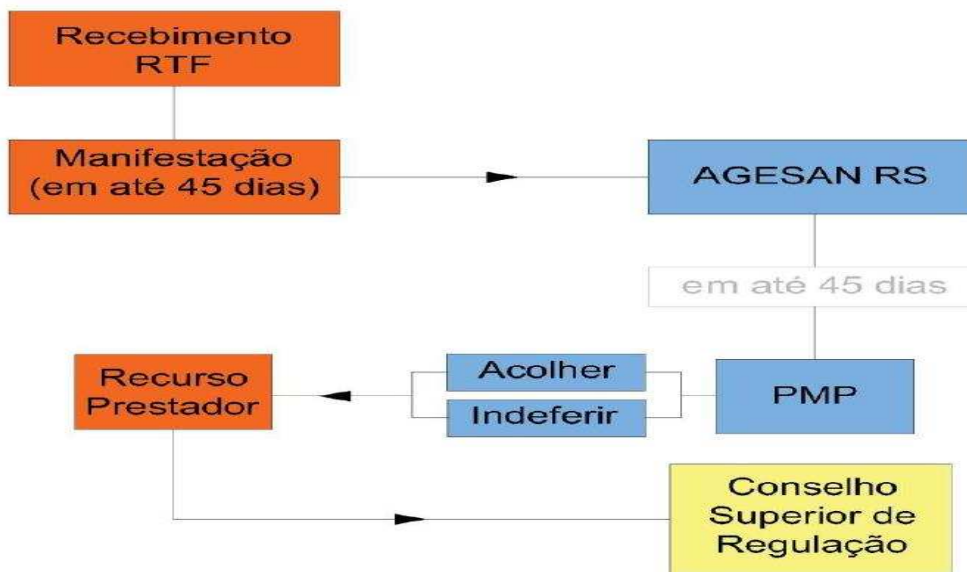 Recebimento
RTF
Manifestação
(em até 45 dias)
AGESAN RS
em até 45 dias
PMP
Acolher
Indeferir
Recurso
Prestador
Conselho
Superior de
Regulação